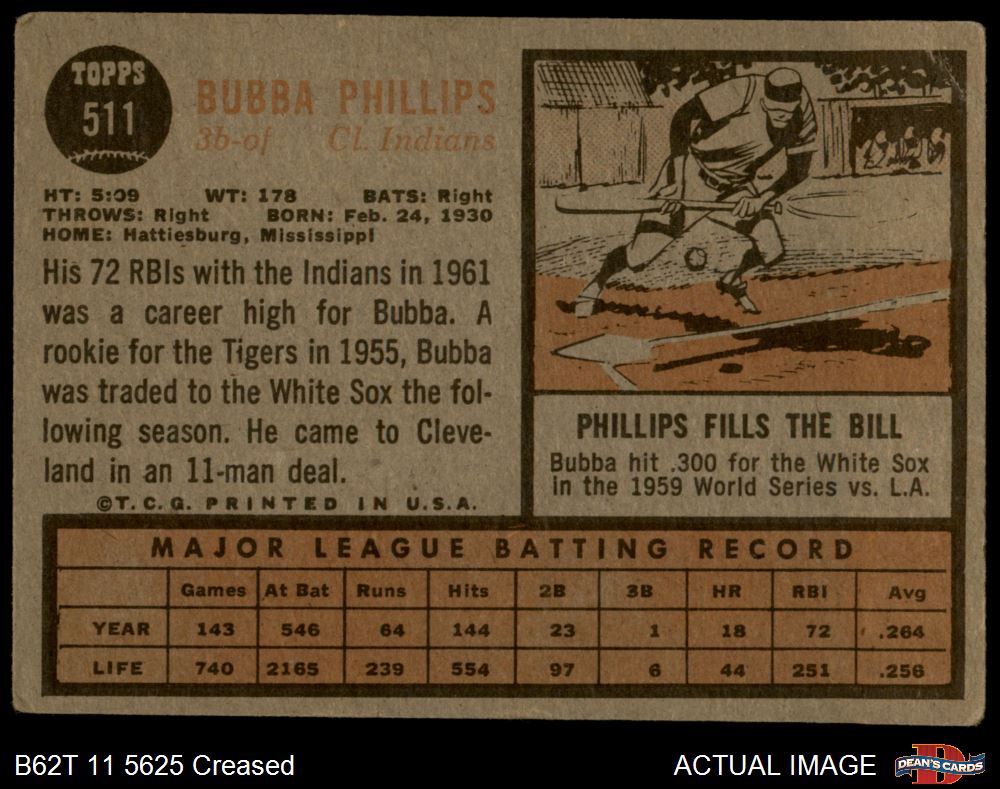 TOPPS
511
BUBBA PHILLIPS
3b-of Cl. Indians
HT: 5:09 WT: 178 BATS: Right
THROWS: Right BORN: Feb. 24, 1930
HOME: Hattiesburg, Mississippi
His 72 RBIs with the Indians in 1961
was a career high for Bubba. A
rookie for the Tigers in 1955, Bubba
was traded to the White Sox the fol-
lowing season. He came to Cleve-
land in an 11-man deal.
©T.C.G. PRINTED IN U.S.A.
PHILLIPS FILLS THE BILL
Bubba hit .300 for the White Sox
in the 1959 World Series vs. L.A.
MAJOR LEAGUE BATTING RECORD
Games At Bat Runs Hits 2B 3B HR RBI Avg
YEAR 143 546 64 144 23 1 18 72 .264
LIFE 740 2165 239 554 97 6 44 251 .256
B62T 11 5625 Creased
ACTUAL IMAGE
D
DEAN'S CARDS